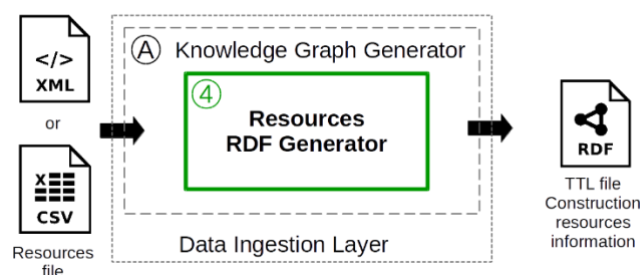 </>
XML
or
X
CSV
Resources
file
A Knowledge Graph Generator
4
Resources
RDF Generator
Data Ingestion Layer
RDF
TTL file
Construction
resources
information